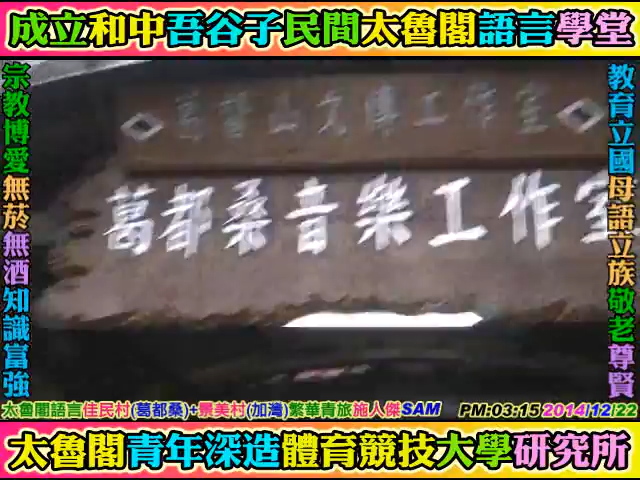 成立和中吾谷子民間太魯閣語言學堂
宗教博愛無菸無酒知識富強
教育立國母語立族敬老尊賢
文傳工作室
葛都桑音樂工作室
太魯閣語言佳民村(葛都桑)+景美村(加灣)繁華青旅施人傑SAM
PM:03:15 2014/12/22
太魯閣青年深造體育競技大學研究所